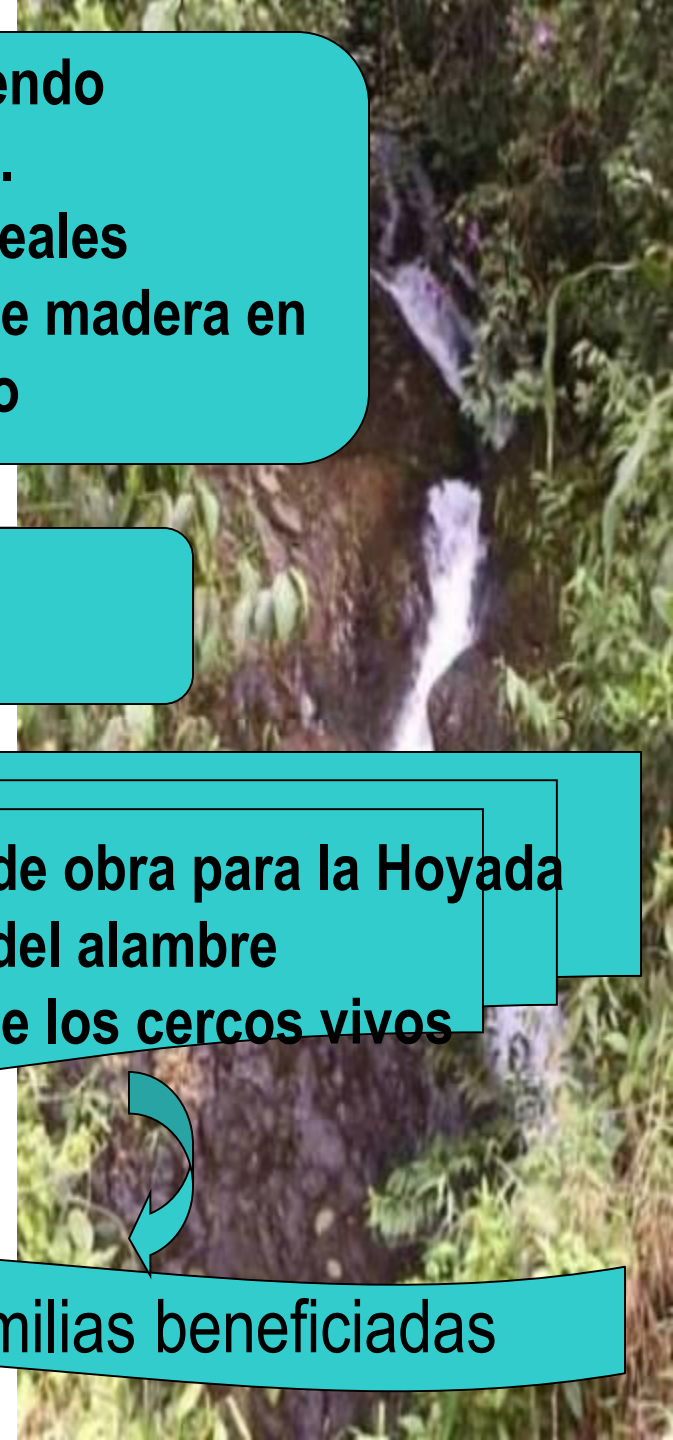 endo
.
eales
e madera en
o
de obra para la Hoyada
del alambre
e los cercos vivos
milias beneficiadas